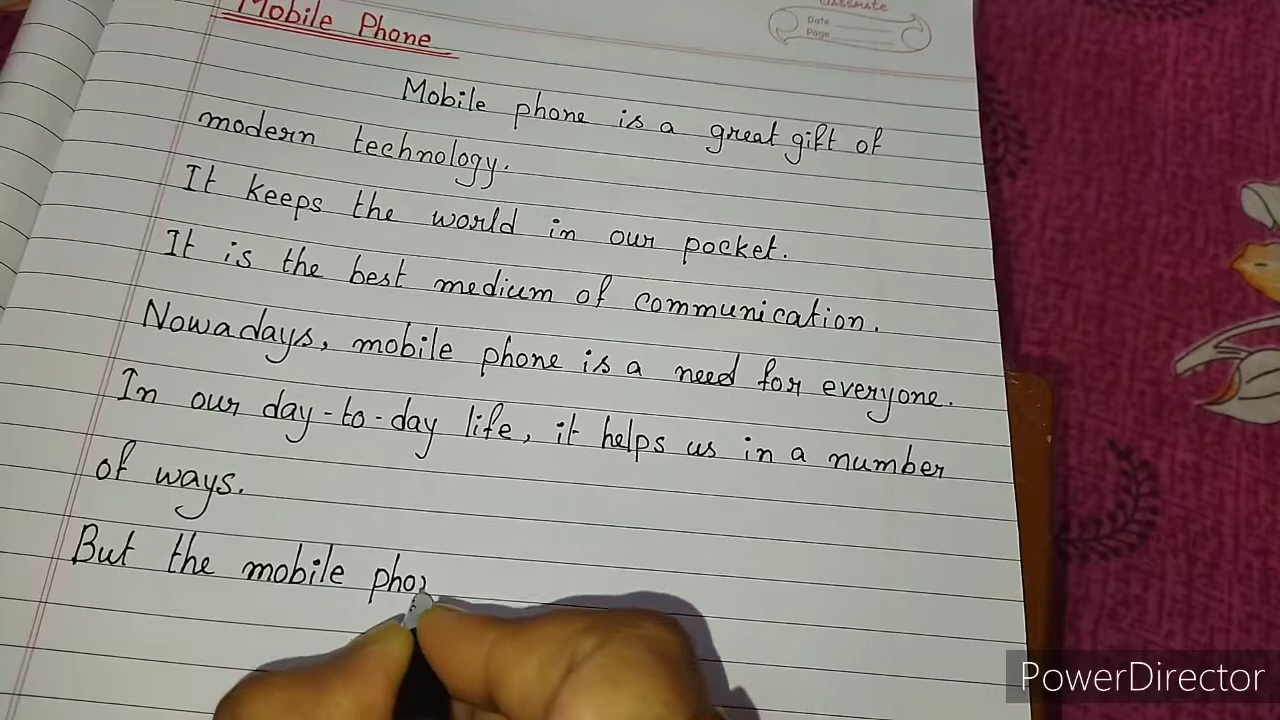 CLASSMATE
Date
Page
Mobile Phone
Mobile phone is a great gift of
modern technology.
It keeps the world in our pocket.
It is the best medium of communication.
Nowadays, mobile phone is a need for everyone.
In our day-to-day life, it helps us in a number
of ways.
But the mobile pho
PowerDirector